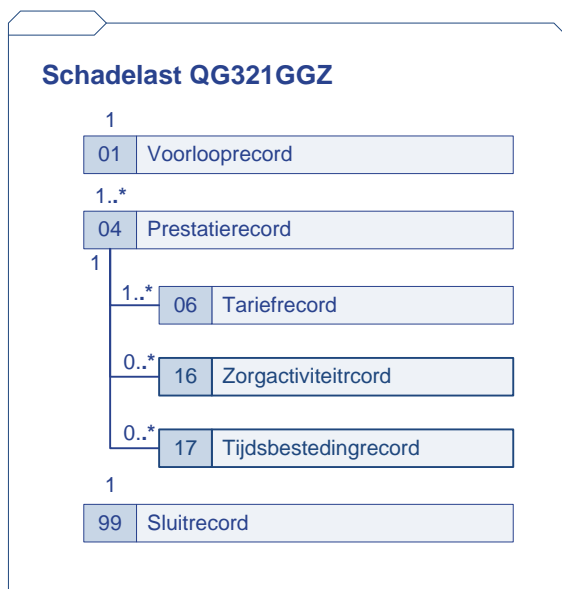 Schadelast QG321GGZ
1
01 Voorlooprecord
1..*
04 Prestatierecord
1
1..*
06 Tariefrecord
0..*
16 Zorgactiviteitrcord
0..*
17 Tijdsbestedingrecord
1
99 Sluitrecord